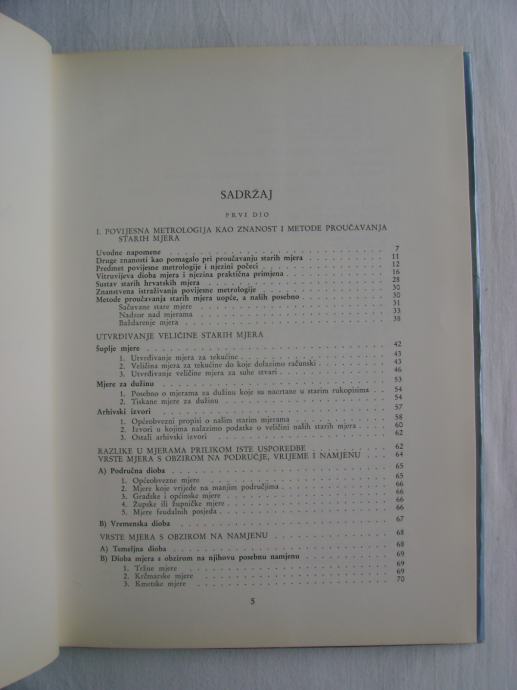 SADRŽAJ
PRVI DIO
I. POVIJESNA METROLOGIJA KAO ZNANOST I METODE PROUČAVANJA
STARIH MJERA
Uvodne napomene 7
Druge znanosti kao pomagalo pri proučavanju starih mjera 11
Predmet povijesne metrologije i njezini počeci 12
Vitruvijeva dioba mjera i njezina praktična primjena 16
Sustav starih hrvatskih mjera 28
Znanstvena istraživanja povijesne metrologije 30
Metode proučavanja starih mjera uopće, a naših posebno 30
Sačuvane stare mjere 31
Nadzor nad mjerama 33
Baždarenje mjera 38
UTVRĐIVANJE VELIČINE STARIH MJERA 42
Šuplje mjere 43
1. Utvrđivanje mjera za tekućine 43
2. Veličina mjera za tekućine do koje dolazimo računski 43
3. Utvrđivanje veličine mjera za suhe stvari 46
Mjere za dužinu 53
1. Posebno o mjerama za dužinu koje su nacrtane u starim rukopisima 54
2. Tiskane mjere za dužinu 54
Arhivski izvori 57
1. Općeobvezni propisi o našim starim mjerama 58
2. Izvori u kojima nalazimo podatke o veličini naših starih mjera 60
3. Ostali arhivski izvori 62
RAZLIKE U MJERAMA PRILIKOM ISTE USPOREDBE 62
VRSTE MJERA S OBZIROM NA PODRUČJE, VRIJEME I NAMJENU 64
A) Područna dioba 65
1. Općeobvezne mjere 65
2. Mjere koje vrijede na manjim područjima 66
3. Gradske i općinske mjere 66
4. Župske ili županičke mjere 66
5. Mjere feudalnih posjeda 66
B) Vremenska dioba 67
VRSTE MJERA S OBZIROM NA NAMJENU 68
A) Temeljna dioba 68
B) Dioba mjera s obzirom na njihovu posebnu namjenu 69
1. Tržne mjere 69
2. Krčmarske mjere 69
3. Kmetske mjere 70
5